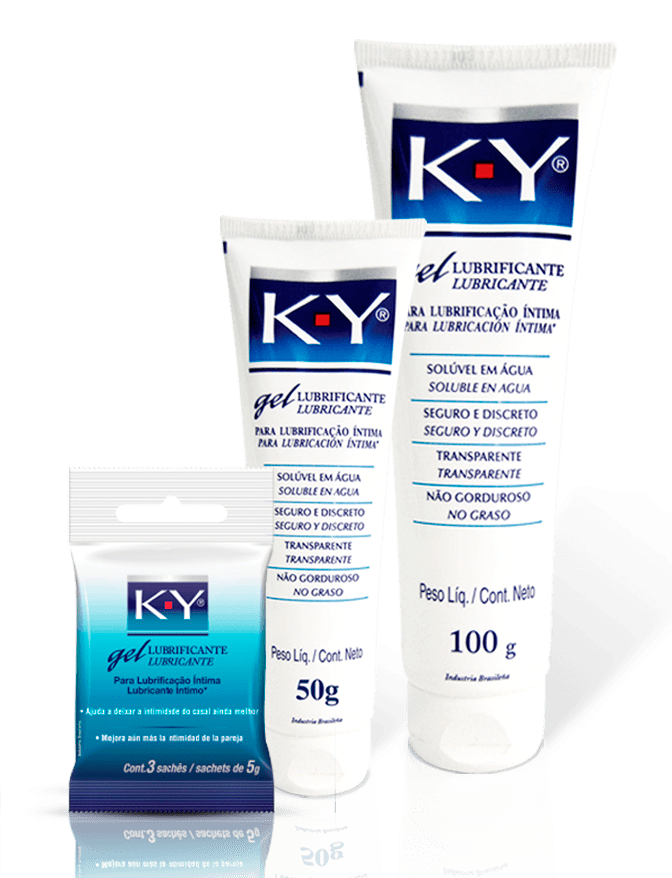 K·Y®
gel LUBRIFICANTE
LUBRICANTE
PARA LUBRIFICAÇÃO ÍNTIMA
PARA LUBRICACIÓN ÍNTIMA*
SOLÚVEL EM ÁGUA
SOLUBLE EN AGUA
SEGURO E DISCRETO
SEGURO Y DISCRETO
TRANSPARENTE
TRANSPARENTE
NÃO GORDUROSO
NO GRASO
Peso Líq. / Cont. Neto
100 g
Industria Brasileña
K·Y®
gel LUBRIFICANTE
LUBRICANTE
PARA LUBRIFICAÇÃO ÍNTIMA
PARA LUBRICACIÓN ÍNTIMA*
SOLÚVEL EM ÁGUA
SOLUBLE EN AGUA
SEGURO E DISCRETO
SEGURO Y DISCRETO
TRANSPARENTE
TRANSPARENTE
NÃO GORDUROSO
NO GRASO
Peso Líq. / Cont. Neto
50g
Industria Brasileña
K·Y®
gel LUBRIFICANTE
LUBRICANTE
Para Lubrificação Íntima
Lubricante Íntimo*
• Ajuda a deixar a intimidade do casal ainda melhor
• Mejora aún más la intimidad de la pareja
Cont. 3 sachês / sachets de 5g